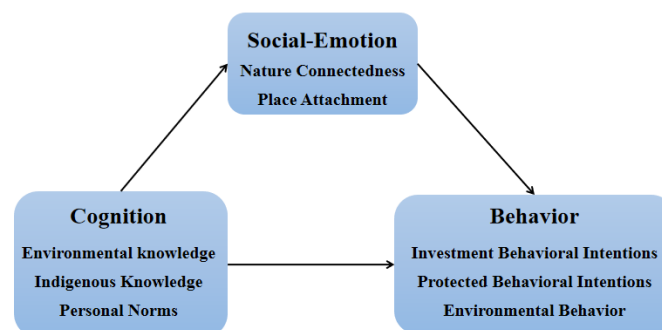 Social-Emotion
Nature Connectedness
Place Attachment
Cognition
Environmental knowledge
Indigenous Knowledge
Personal Norms
Behavior
Investment Behavioral Intentions
Protected Behavioral Intentions
Environmental Behavior